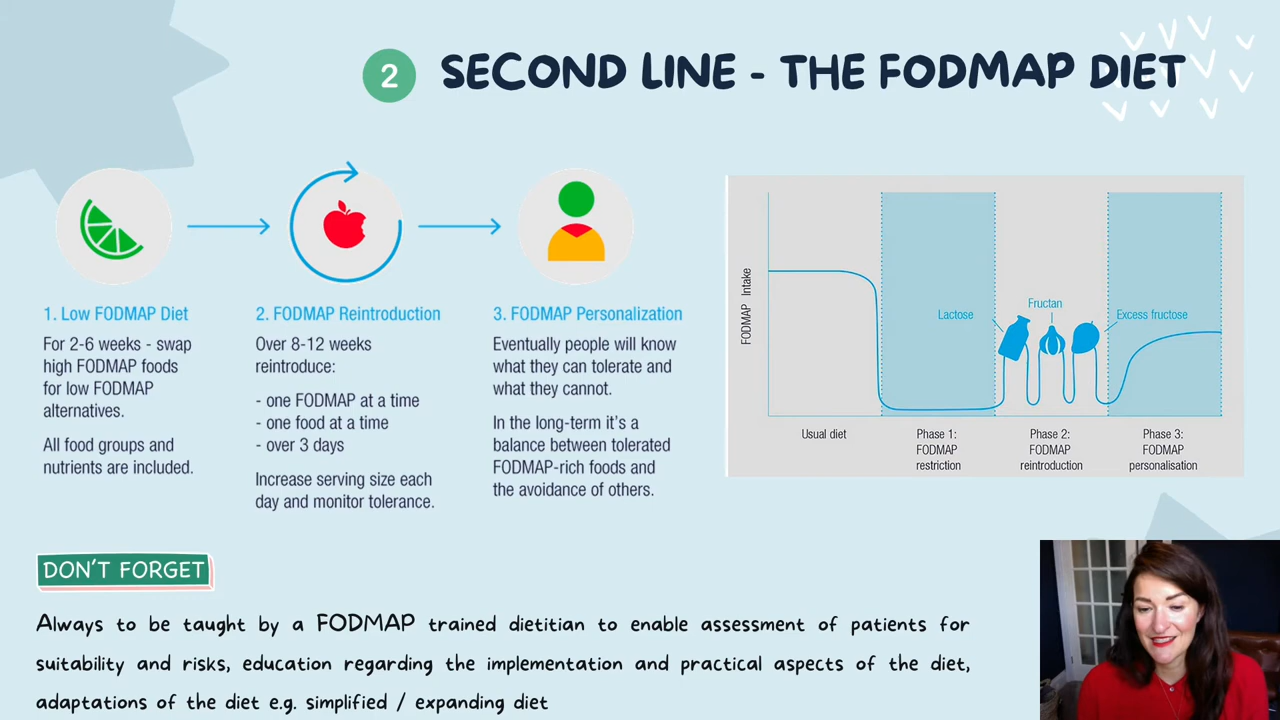 2 SECOND LINE - THE FODMAP DIET
1. Low FODMAP Diet
For 2-6 weeks - swap
high FODMAP foods
for low FODMAP
alternatives.
All food groups and
nutrients are included.
2. FODMAP Reintroduction
Over 8-12 weeks
reintroduce:
- one FODMAP at a time
- one food at a time
- over 3 days
Increase serving size each
day and monitor tolerance.
3. FODMAP Personalization
Eventually people will know
what they can tolerate and
what they cannot.
In the long-term it's a
balance between tolerated
FODMAP-rich foods and
the avoidance of others.
FODMAP Intake
Lactose
Fructan
Excess fructose
Usual diet
Phase 1:
FODMAP
restriction
Phase 2:
FODMAP
reintroduction
Phase 3:
FODMAP
personalisation
DON'T FORGET
Always to be taught by a FODMAP trained dietitian to enable assessment of patients for
suitability and risks, education regarding the implementation and practical aspects of the diet,
adaptations of the diet e.g. simplified / expanding diet